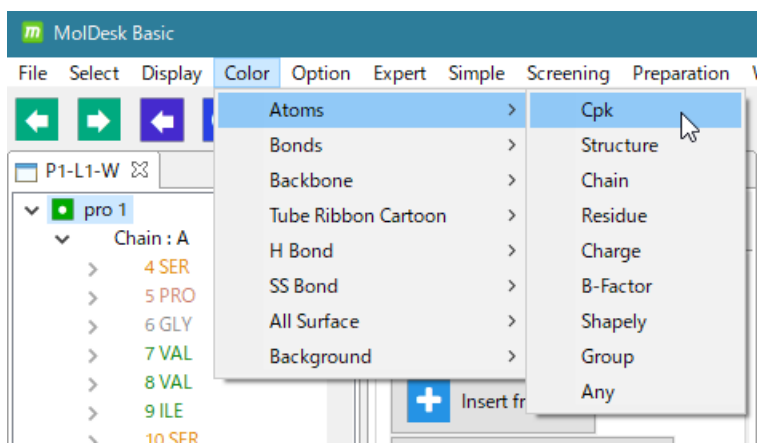 m MolDesk Basic
File Select Display Color Option Expert Simple Screening Preparation
P1-L1-W
pro 1
Chain : A
4 SER
5 PRO
6 GLY
7 VAL
8 VAL
9 ILE
10 SER
Atoms
Bonds
Backbone
Tube Ribbon Cartoon
H Bond
SS Bond
All Surface
Background
Cpk
Structure
Chain
Residue
Charge
B-Factor
Shapely
Group
Any
Insert